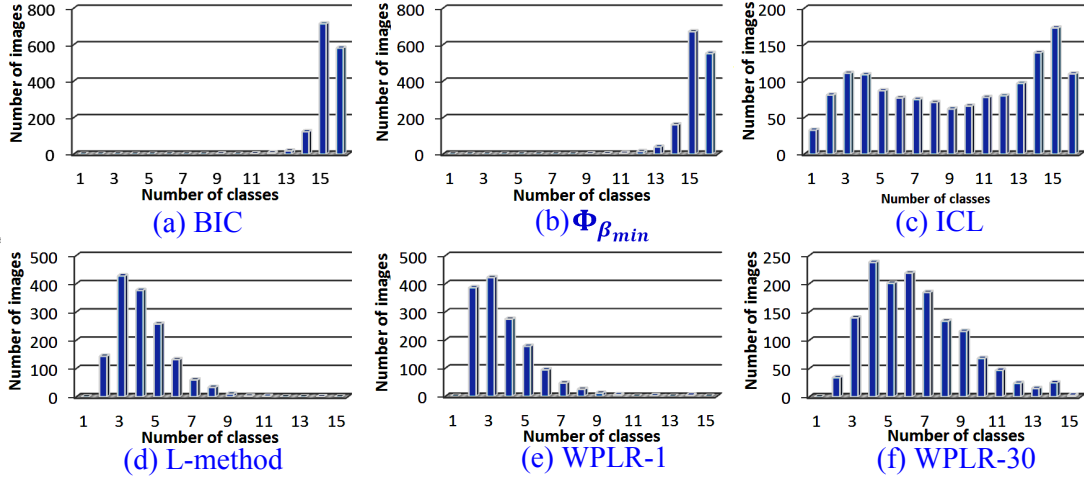 Number of images
800
600
400
200
0
1 3 5 7 9 11 13 15
Number of classes
(a) BIC
Number of images
800
600
400
200
0
1 3 5 7 9 11 13 15
Number of classes
(b) Φβmin
Number of images
200
150
100
50
0
1 3 5 7 9 11 13 15
Number of classes
(c) ICL
Number of images
500
400
300
200
100
0
1 3 5 7 9 11 13 15
Number of classes
(d) L-method
Number of images
500
400
300
200
100
0
1 3 5 7 9 11 13 15
Number of classes
(e) WPLR-1
Number of images
250
200
150
100
50
0
1 3 5 7 9 11 13 15
Number of classes
(f) WPLR-30